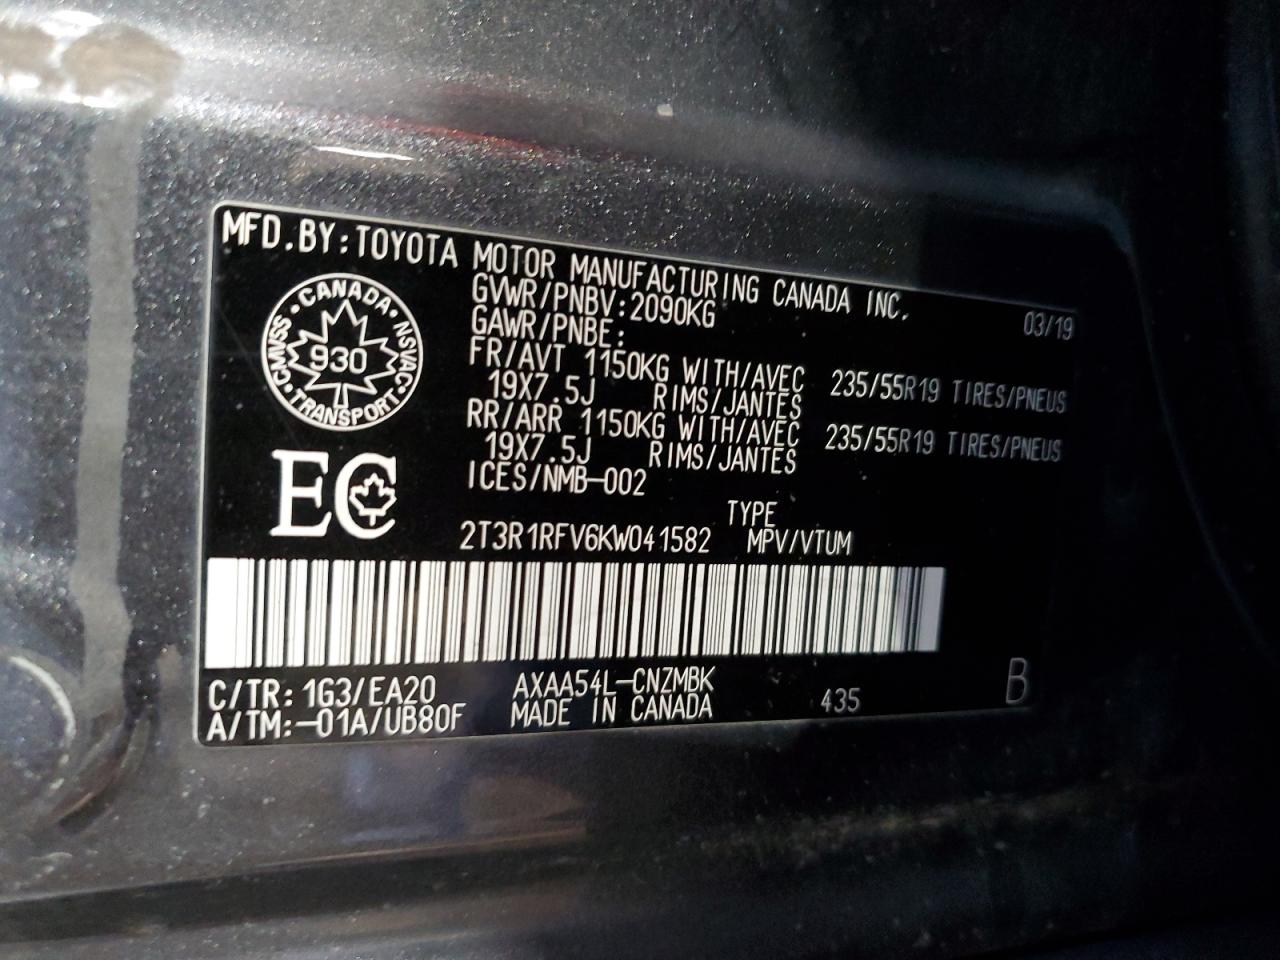 MFD.BY:TOYOTA MOTOR MANUFACTURING CANADA INC.
03/19
CANADA
CMVSS 930 NSVAC
TRANSPORT
GVWR/PNBV:2090KG
GAWR/PNBE:
FR/AVT 1150KG WITH/AVEC 235/55R19 TIRES/PNEUS
19X7.5J RIMS/JANTES
RR/ARR 1150KG WITH/AVEC 235/55R19 TIRES/PNEUS
19X7.5J RIMS/JANTES
ICES/NMB-002
EC
TYPE
2T3R1RFV6KW041582 MPV/VTUM
C/TR: 1G3/EA20 AXAA54L-CNZMBK 435 B
A/TM:-01A/UB80F MADE IN CANADA